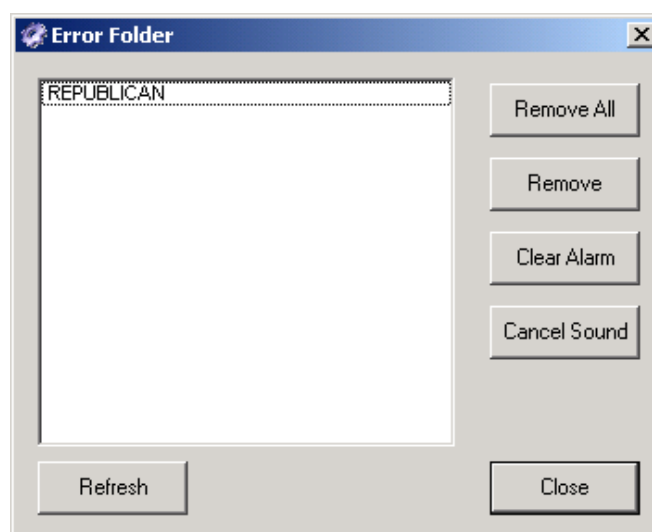 Error Folder
REPUBLICAN
Remove All
Remove
Clear Alarm
Cancel Sound
Refresh
Close